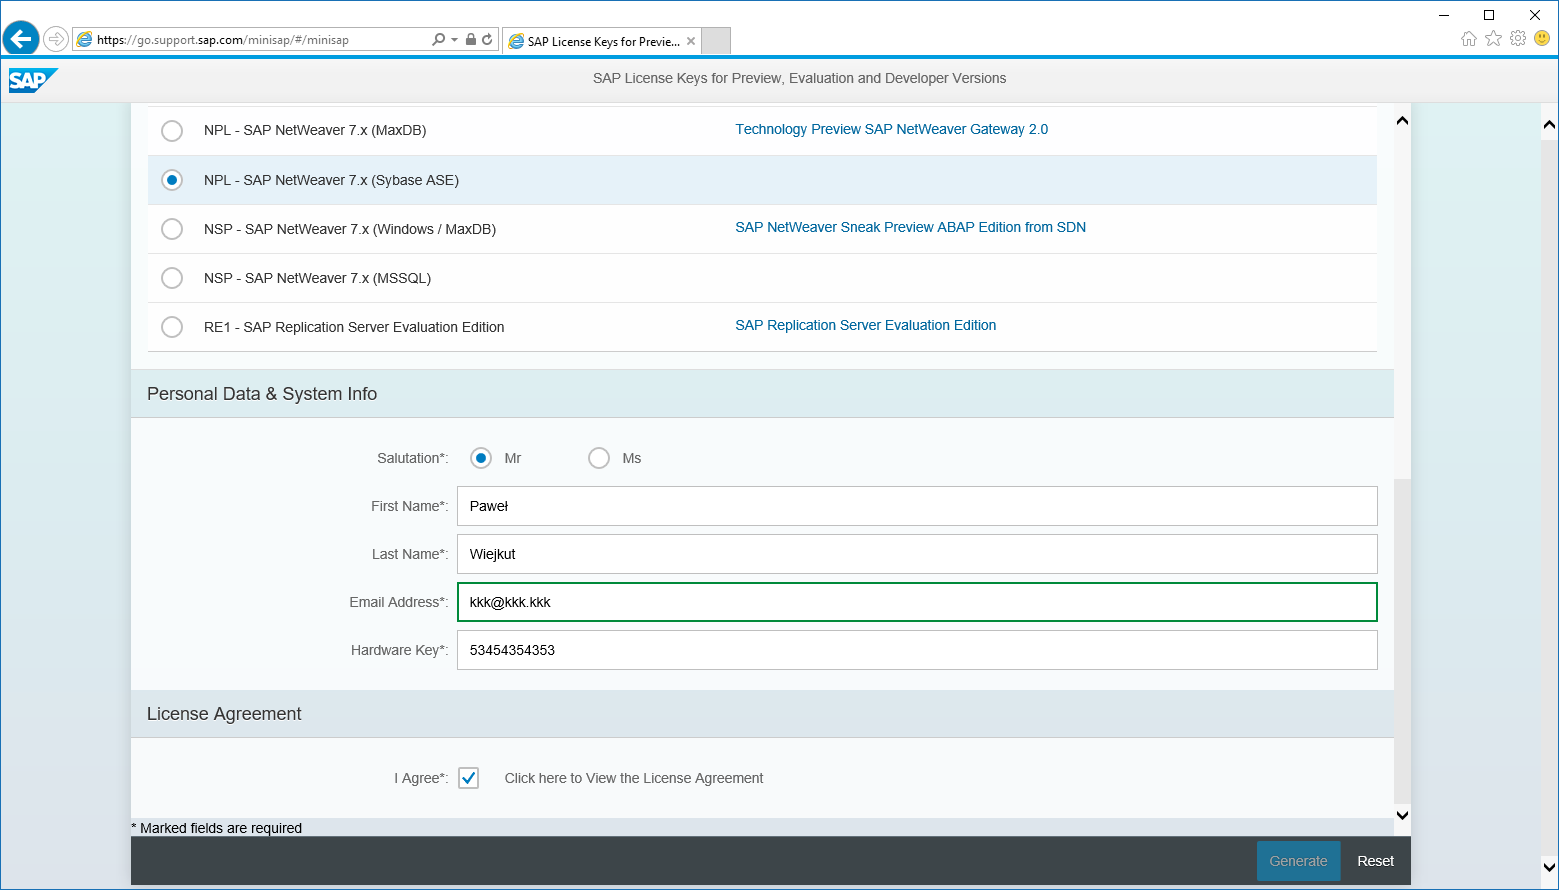 https://go.support.sap.com/minisap/#/minisap
SAP License Keys for Previe...
SAP
SAP License Keys for Preview, Evaluation and Developer Versions
NPL - SAP NetWeaver 7.x (MaxDB)
Technology Preview SAP NetWeaver Gateway 2.0
NPL - SAP NetWeaver 7.x (Sybase ASE)
NSP - SAP NetWeaver 7.x (Windows / MaxDB)
SAP NetWeaver Sneak Preview ABAP Edition from SDN
NSP - SAP NetWeaver 7.x (MSSQL)
RE1 - SAP Replication Server Evaluation Edition
SAP Replication Server Evaluation Edition
Personal Data & System Info
Salutation*: Mr Ms
First Name*: Paweł
Last Name*: Wiejkut
Email Address*: kkk@kkk.kkk
Hardware Key*: 53454354353
License Agreement
I Agree*: Click here to View the License Agreement
* Marked fields are required
Generate Reset